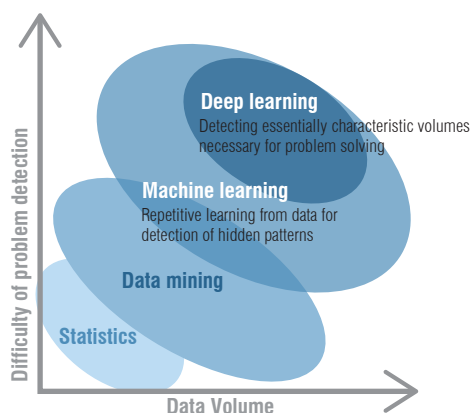 Difficulty of problem detection
Deep learning
Detecting essentially characteristic volumes
necessary for problem solving
Machine learning
Repetitive learning from data for
detection of hidden patterns
Data mining
Statistics
Data Volume